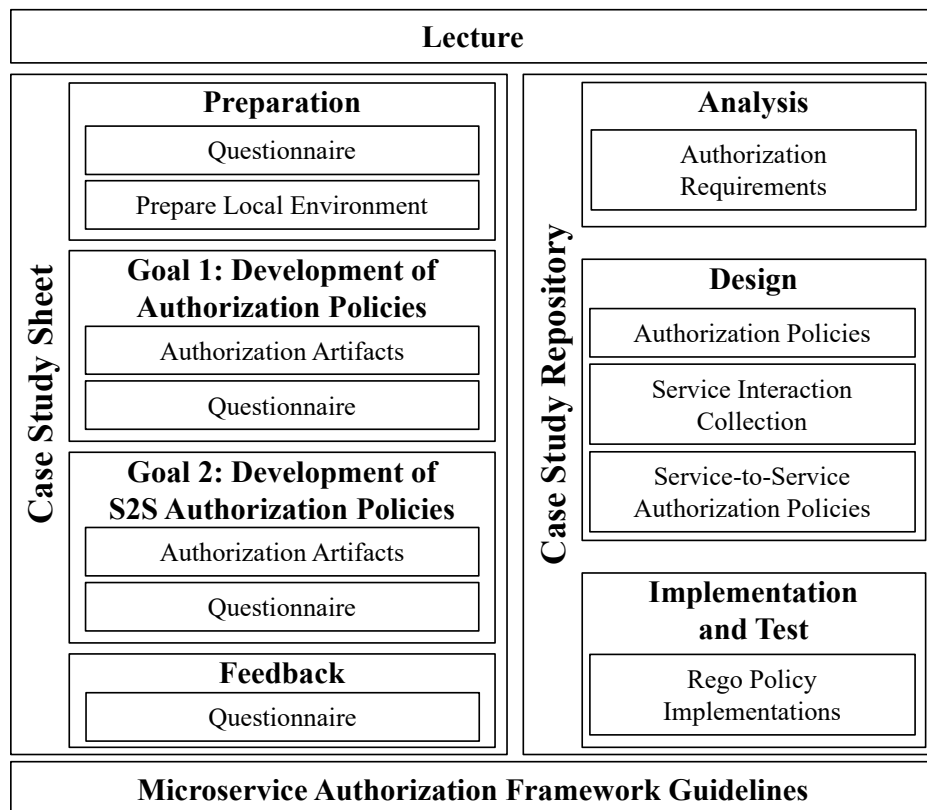 Lecture
Case Study Sheet
Preparation
Questionnaire
Prepare Local Environment
Goal 1: Development of
Authorization Policies
Authorization Artifacts
Questionnaire
Goal 2: Development of
S2S Authorization Policies
Authorization Artifacts
Questionnaire
Feedback
Questionnaire
Case Study Repository
Analysis
Authorization
Requirements
Design
Authorization Policies
Service Interaction
Collection
Service-to-Service
Authorization Policies
Implementation
and Test
Rego Policy
Implementations
Microservice Authorization Framework Guidelines